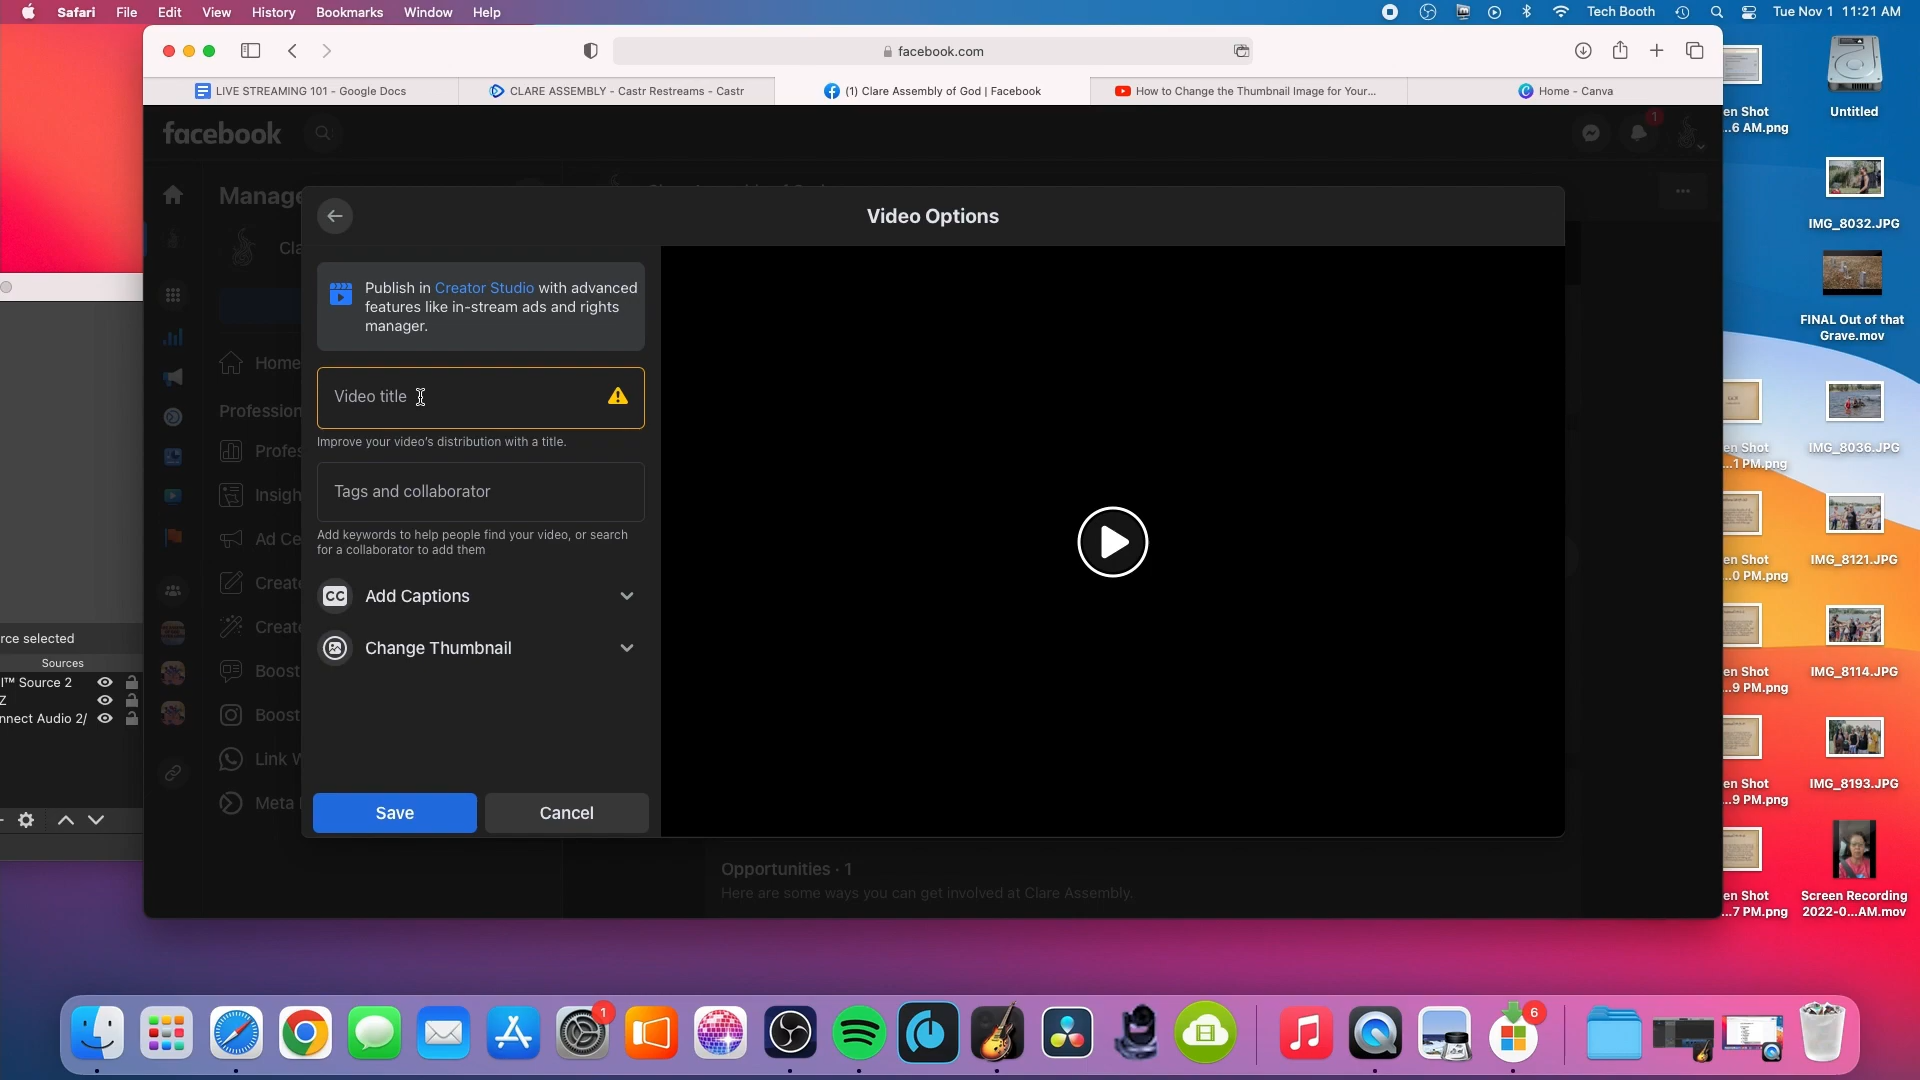 Safari File Edit View History Bookmarks Window Help
Tech Booth Tue Nov 1 11:21 AM
facebook.com
LIVE STREAMING 101 - Google Docs
CLARE ASSEMBLY - Castr Restreams - Castr
(1) Clare Assembly of God | Facebook
How to Change the Thumbnail Image for Your...
Home - Canva
facebook
1
Manage
Video Options
Cla
Publish in Creator Studio with advanced
features like in-stream ads and rights
manager.
Home
Video title
Improve your video's distribution with a title.
Profession
Profes
Tags and collaborator
Insigh
Add keywords to help people find your video, or search
for a collaborator to add them
Ad Ce
Create
CC Add Captions
Create
Change Thumbnail
Boost
Boost
Link W
Meta
Save
Cancel
Opportunities · 1
Here are some ways you can get involved at Clare Assembly.
rce selected
Sources
I™ Source 2
Z
nnect Audio 2/
en Shot
...6 AM.png
Untitled
IMG_8032.JPG
FINAL Out of that
Grave.mov
en Shot
...1 PM.png
IMG_8036.JPG
en Shot
...0 PM.png
IMG_8121.JPG
en Shot
...9 PM.png
IMG_8114.JPG
en Shot
...9 PM.png
IMG_8193.JPG
en Shot
...7 PM.png
Screen Recording
2022-0...AM.mov
1
6